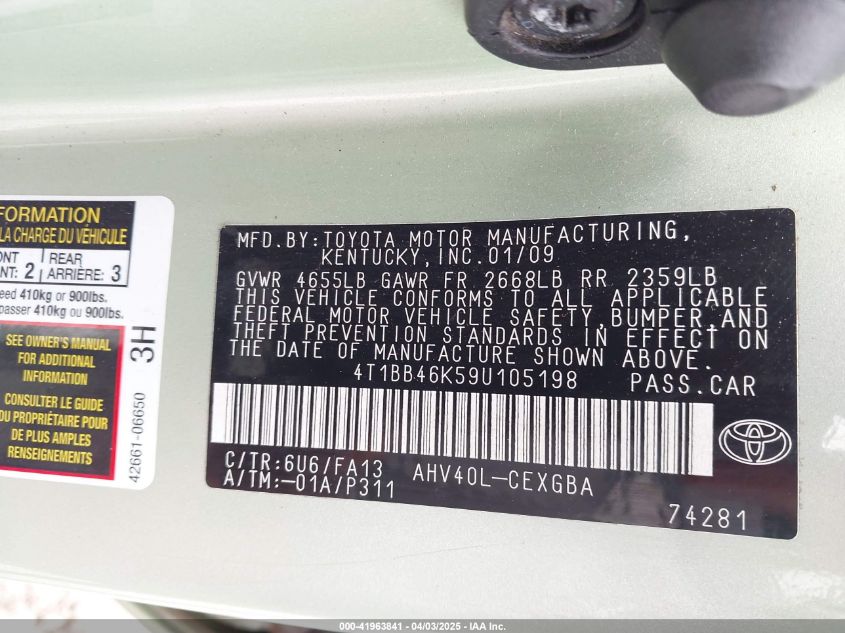 FORMATION
LA CHARGE DU VÉHICULE
NT: 2
REAR
ARRIÈRE: 3
eed 410kg or 900lbs.
passer 410kg ou 900lbs.
SEE OWNER'S MANUAL
FOR ADDITIONAL
INFORMATION
CONSULTER LE GUIDE
DU PROPRIÉTAIRE POUR
DE PLUS AMPLES
RENSEIGNEMENTS
3H
42661-06650
MFD.BY:TOYOTA MOTOR MANUFACTURING,
KENTUCKY,INC.01/09
GVWR 4655LB GAWR FR 2668LB RR 2359LB
THIS VEHICLE CONFORMS TO ALL APPLICABLE
FEDERAL MOTOR VEHICLE SAFETY,BUMPER,AND
THEFT PREVENTION STANDARDS IN EFFECT ON
THE DATE OF MANUFACTURE SHOWN ABOVE.
4T1BB46K59U105198 PASS.CAR
C/TR:6U6/FA13 AHV40L-CEXGBA
A/TM:-01A/P311
74281
000-41963841 - 04/03/2025 - IAA Inc.